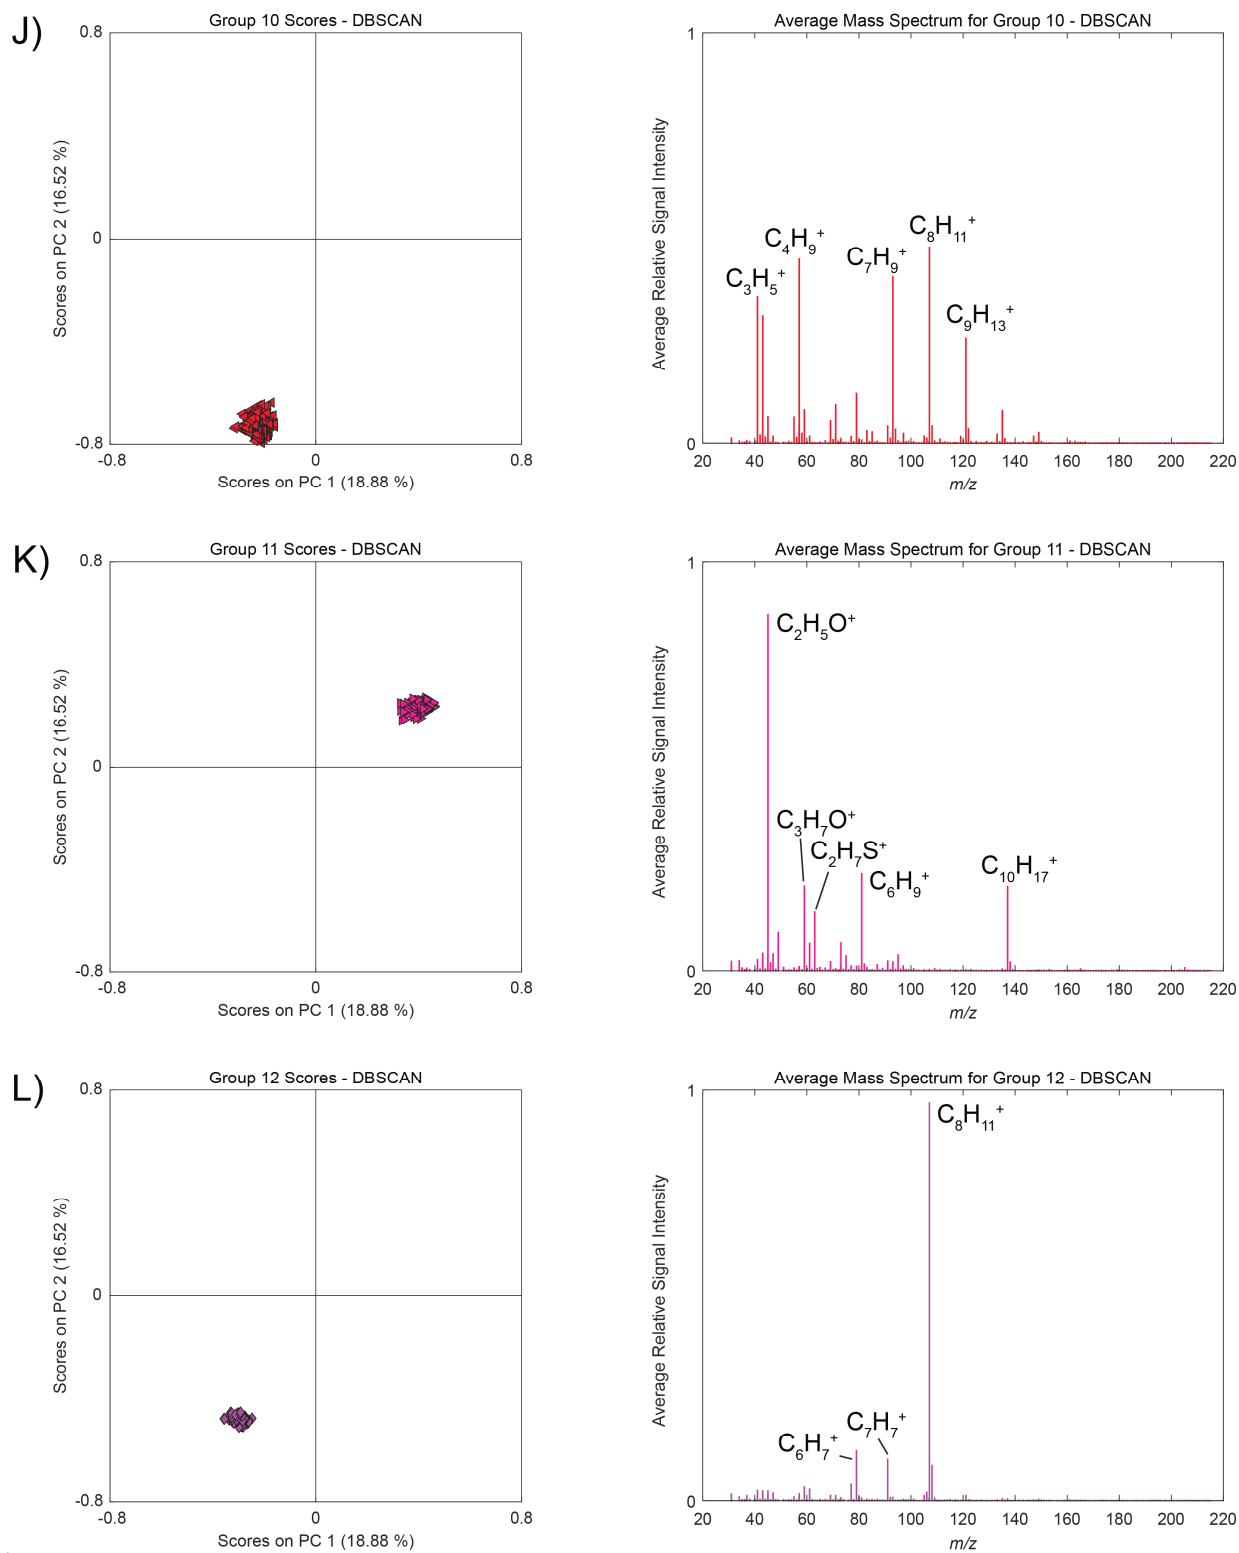 J)
Group 10 Scores - DBSCAN
0.8
0
-0.8
-0.8 0 0.8
Scores on PC 1 (18.88 %)
Scores on PC 2 (16.52 %)
Average Mass Spectrum for Group 10 - DBSCAN
1
0
Average Relative Signal Intensity
C₃H₅⁺
C₄H₉⁺
C₇H₉⁺
C₈H₁₁⁺
C₉H₁₃⁺
20 40 60 80 100 120 140 160 180 200 220
m/z
K)
Group 11 Scores - DBSCAN
0.8
0
-0.8
-0.8 0 0.8
Scores on PC 1 (18.88 %)
Scores on PC 2 (16.52 %)
Average Mass Spectrum for Group 11 - DBSCAN
1
0
Average Relative Signal Intensity
C₂H₅O⁺
C₃H₇O⁺
C₂H₇S⁺
C₆H₉⁺
C₁₀H₁₇⁺
20 40 60 80 100 120 140 160 180 200 220
m/z
L)
Group 12 Scores - DBSCAN
0.8
0
-0.8
-0.8 0 0.8
Scores on PC 1 (18.88 %)
Scores on PC 2 (16.52 %)
Average Mass Spectrum for Group 12 - DBSCAN
1
0
Average Relative Signal Intensity
C₈H₁₁⁺
C₇H₇⁺
C₆H₇⁺
20 40 60 80 100 120 140 160 180 200 220
m/z